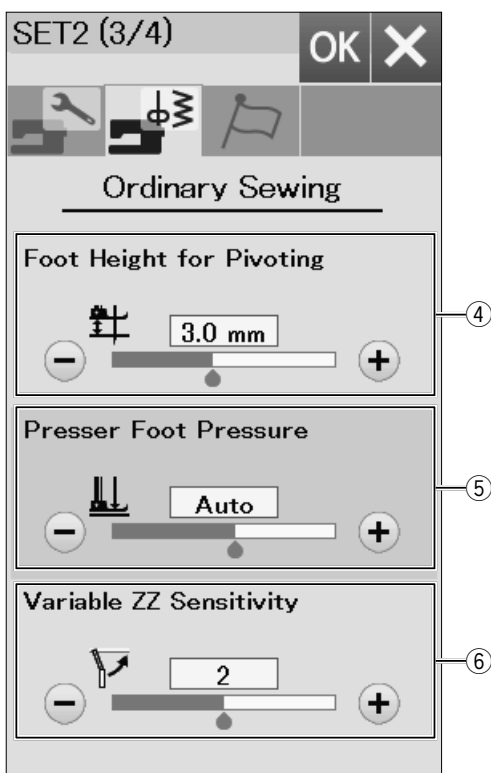 SET2 (3/4)
OK
Ordinary Sewing
Foot Height for Pivoting
3.0 mm
④
Presser Foot Pressure
Auto
⑤
Variable ZZ Sensitivity
2
⑥